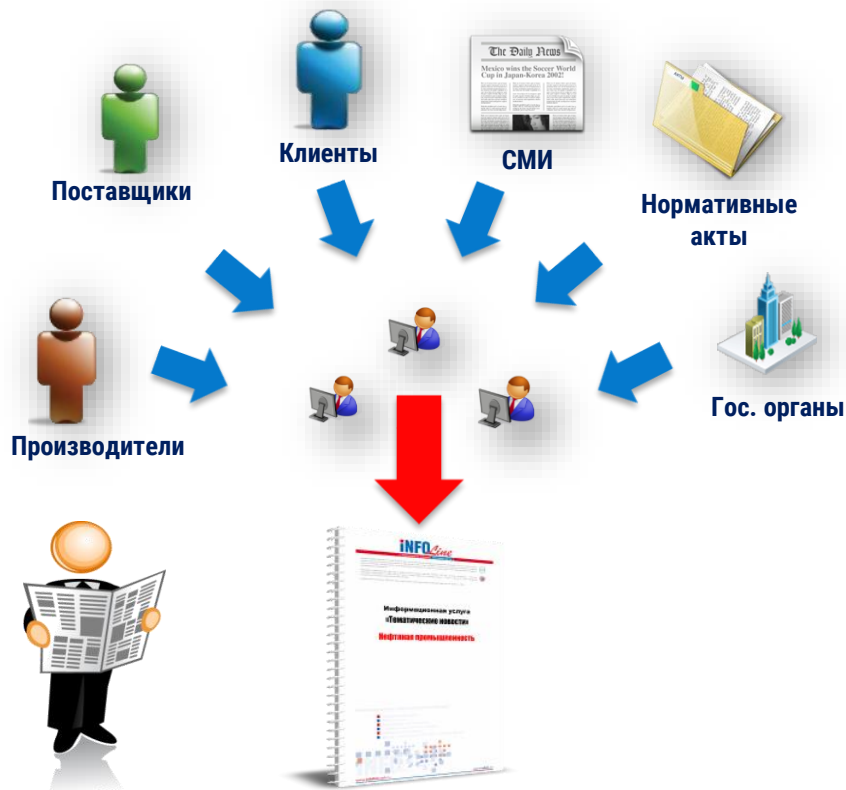 The Daily News
Mexico wins the Soccer World
Cup in Japan-Korea 2002!
Клиенты
СМИ
Поставщики
Нормативные
акты
Производители
Гос. органы
iNFOLine
Информационная услуга
«Тематические новости»
Нефтяная промышленность